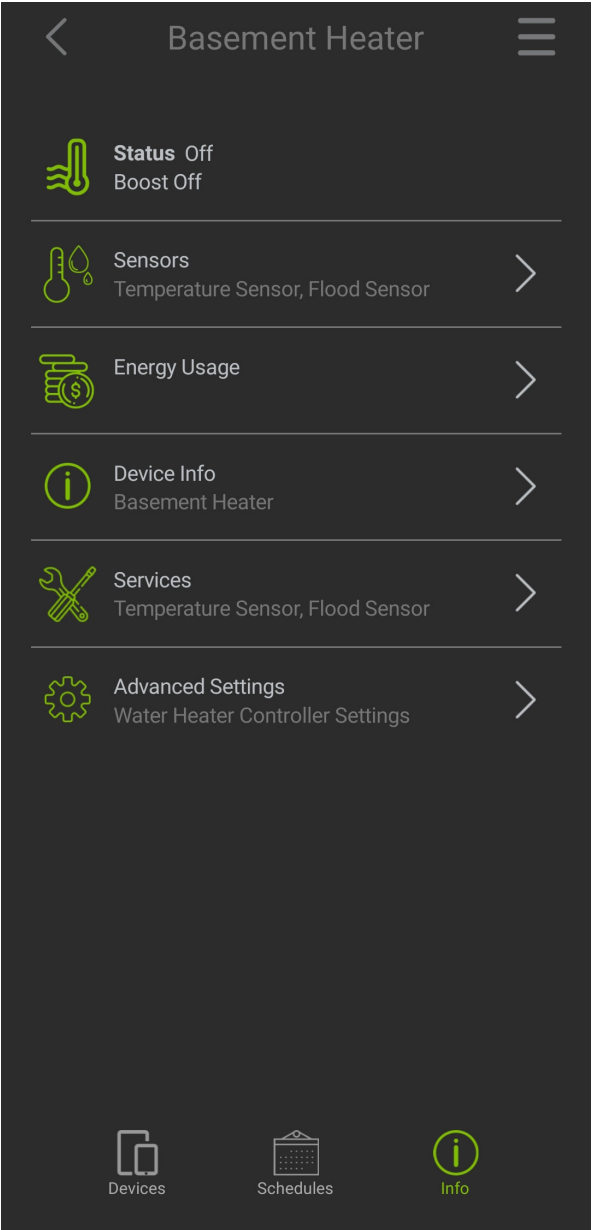 Basement Heater
Status Off
Boost Off
Sensors
Temperature Sensor, Flood Sensor
Energy Usage
Device Info
Basement Heater
Services
Temperature Sensor, Flood Sensor
Advanced Settings
Water Heater Controller Settings
Devices
Schedules
Info